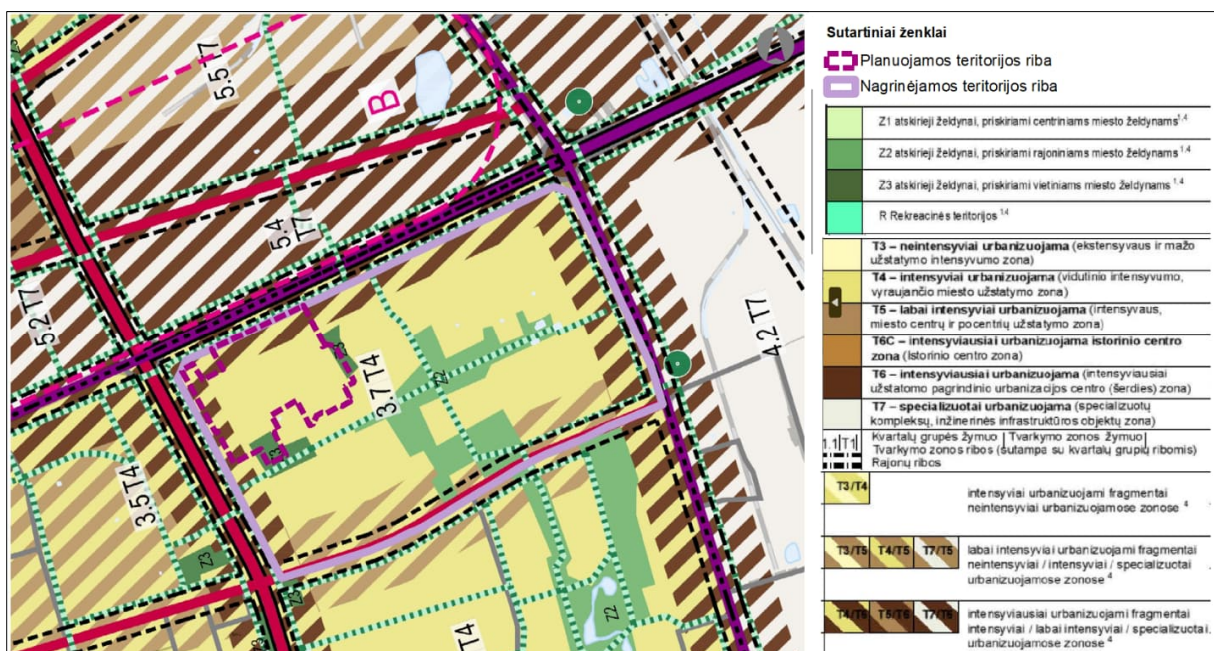 5.5 T7
B
5.4
T7
5.2 T7
Z3
Z2
3.7 T4
4.2 T7
Z3
3.5 T4
Z3
Z2
T4
Sutartiniai ženklai
Planuojamos teritorijos riba
Nagrinėjamos teritorijos riba
Z1 atskirieji želdynai, priskiriami centriniams miesto želdynams 1,4
Z2 atskirieji želdynai, priskiriami rajoniniams miesto želdynams 1,4
Z3 atskirieji želdynai, priskiriami vietiniams miesto želdynams 1,4
R Rekreacinės teritorijos 1,4
T3 – neintensyviai urbanizuojama (ekstensyvaus ir mažo
užstatymo intensyvumo zona)
T4 – intensyviai urbanizuojama (vidutinio intensyvumo,
vyraujančio miesto užstatymo zona)
T5 – labai intensyviai urbanizuojama (intensyvaus,
miesto centrų ir pocentrių užstatymo zona)
T6C – intensyviausiai urbanizuojama istorinio centro
zona (Istorinio centro zona)
T6 – intensyviausiai urbanizuojama (intensyviausiai
užstatomo pagrindinio urbanizacijos centro (šerdies) zona)
T7 – specializuotai urbanizuojama (specializuotų
kompleksų, inžinerinės infrastruktūros objektų zona)
1.1 T1 Kvartalų grupės žymuo | Tvarkymo zonos žymuo
Tvarkymo zonos ribos (sutampa su kvartalų grupių ribomis)
Rajonų ribos
T3/T4
intensyviai urbanizuojami fragmentai
neintensyviai urbanizuojamose zonose 4
T3/T5 T4/T5 T7/T5
labai intensyviai urbanizuojami fragmentai
neintensyviai / intensyviai / specializuotai
urbanizuojamose zonose 4
T4/T6 T5/T6 T7/T6
intensyviausiai urbanizuojami fragmentai
intensyviai / labai intensyviai / specializuotai
urbanizuojamose zonose 4